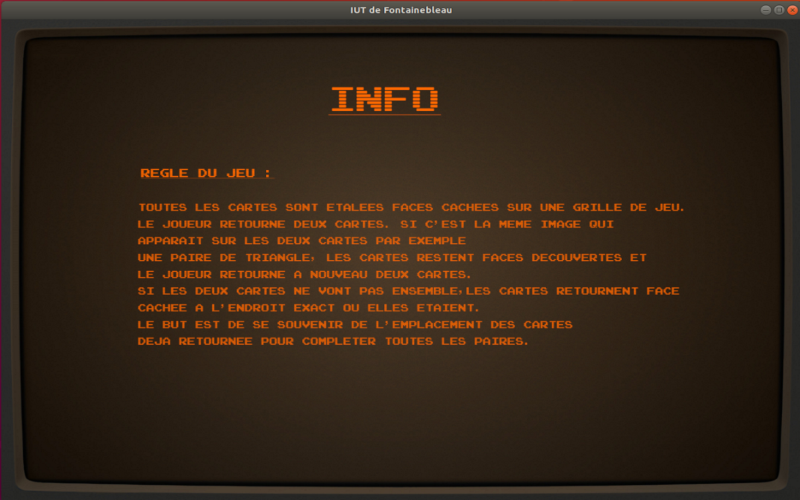 IUT de Fontainebleau
INFO
REGLE DU JEU :
TOUTES LES CARTES SONT ETALEES FACES CACHEES SUR UNE GRILLE DE JEU.
LE JOUEUR RETOURNE DEUX CARTES. SI C'EST LA MEME IMAGE QUI
APPARAIT SUR LES DEUX CARTES PAR EXEMPLE
UNE PAIRE DE TRIANGLE, LES CARTES RESTENT FACES DECOUVERTES ET
LE JOUEUR RETOURNE A NOUVEAU DEUX CARTES.
SI LES DEUX CARTES NE VONT PAS ENSEMBLE,LES CARTES RETOURNENT FACE
CACHEE A L'ENDROIT EXACT OU ELLES ETAIENT.
LE BUT EST DE SE SOUVENIR DE L'EMPLACEMENT DES CARTES
DEJA RETOURNEE POUR COMPLETER TOUTES LES PAIRES.